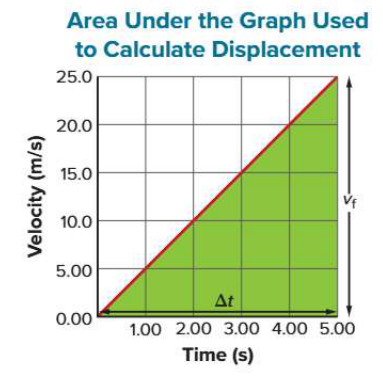 Area Under the Graph Used
to Calculate Displacement
25.0
20.0
15.0
10.0
5.00
0.00
Velocity (m/s)
vf
Δt
1.00 2.00 3.00 4.00 5.00
Time (s)